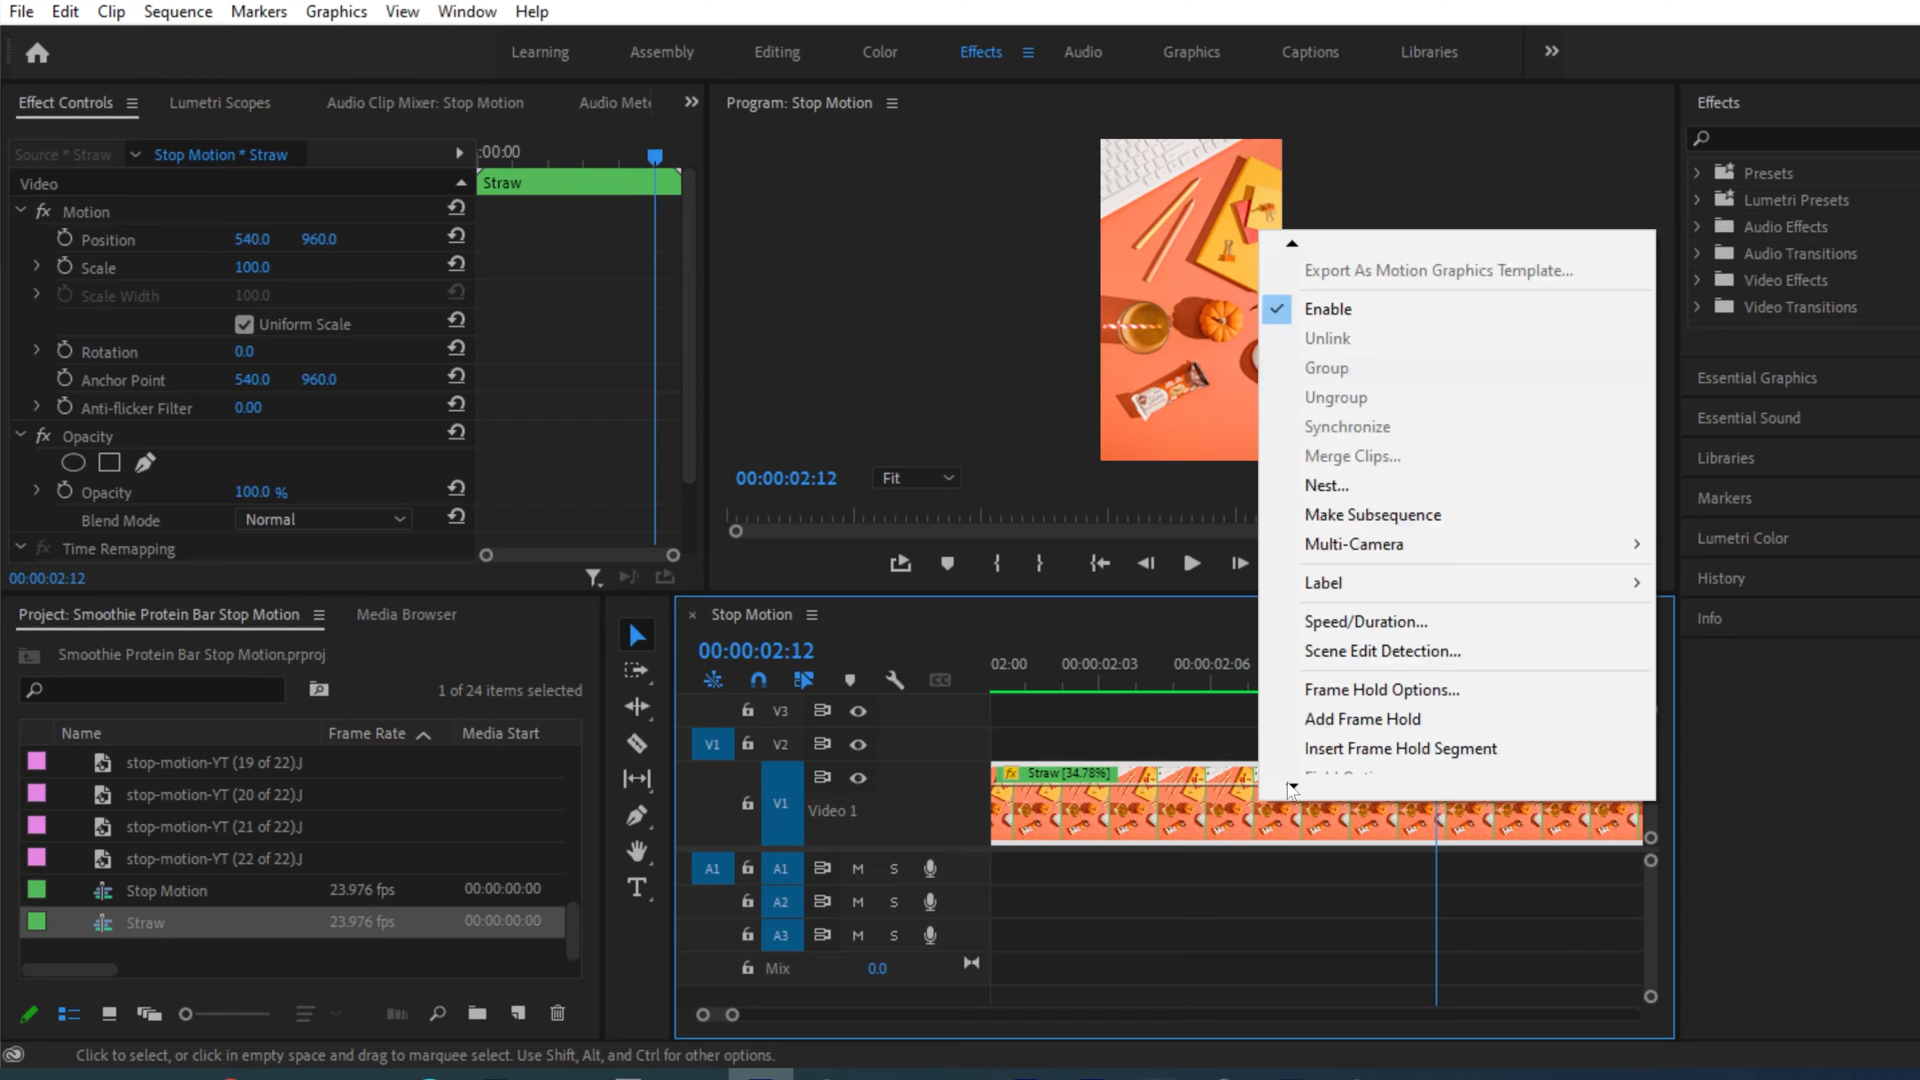 File Edit Clip Sequence Markers Graphics View Window Help
Learning Assembly Editing Color Effects Audio Graphics Captions Libraries
Effect Controls Lumetri Scopes Audio Clip Mixer: Stop Motion Audio Mete
Source * Straw Stop Motion * Straw
:00:00
Video
Straw
Motion
Position 540.0 960.0
Scale 100.0
Scale Width 100.0
Uniform Scale
Rotation 0.0
Anchor Point 540.0 960.0
Anti-flicker Filter 0.00
Opacity
Opacity 100.0 %
Blend Mode Normal
Time Remapping
00:00:02:12
Program: Stop Motion
00:00:02:12 Fit
Export As Motion Graphics Template...
Enable
Unlink
Group
Ungroup
Synchronize
Merge Clips...
Nest...
Make Subsequence
Multi-Camera
Label
Speed/Duration...
Scene Edit Detection...
Frame Hold Options...
Add Frame Hold
Insert Frame Hold Segment
Effects
Presets
Lumetri Presets
Audio Effects
Audio Transitions
Video Effects
Video Transitions
Essential Graphics
Essential Sound
Libraries
Markers
Lumetri Color
History
Info
Project: Smoothie Protein Bar Stop Motion Media Browser
Smoothie Protein Bar Stop Motion.prproj
1 of 24 items selected
Name Frame Rate Media Start
stop-motion-YT (19 of 22).J
stop-motion-YT (20 of 22).J
stop-motion-YT (21 of 22).J
stop-motion-YT (22 of 22).J
Stop Motion 23.976 fps 00:00:00:00
Straw 23.976 fps 00:00:00:00
Stop Motion
00:00:02:12
02:00 00:00:02:03 00:00:02:06
V3
V1 V2
fx Straw [34.78%]
V1
Video 1
A1 A1 M S
A2 M S
A3 M S
Mix 0.0
Click to select, or click in empty space and drag to marquee select. Use Shift, Alt, and Ctrl for other options.